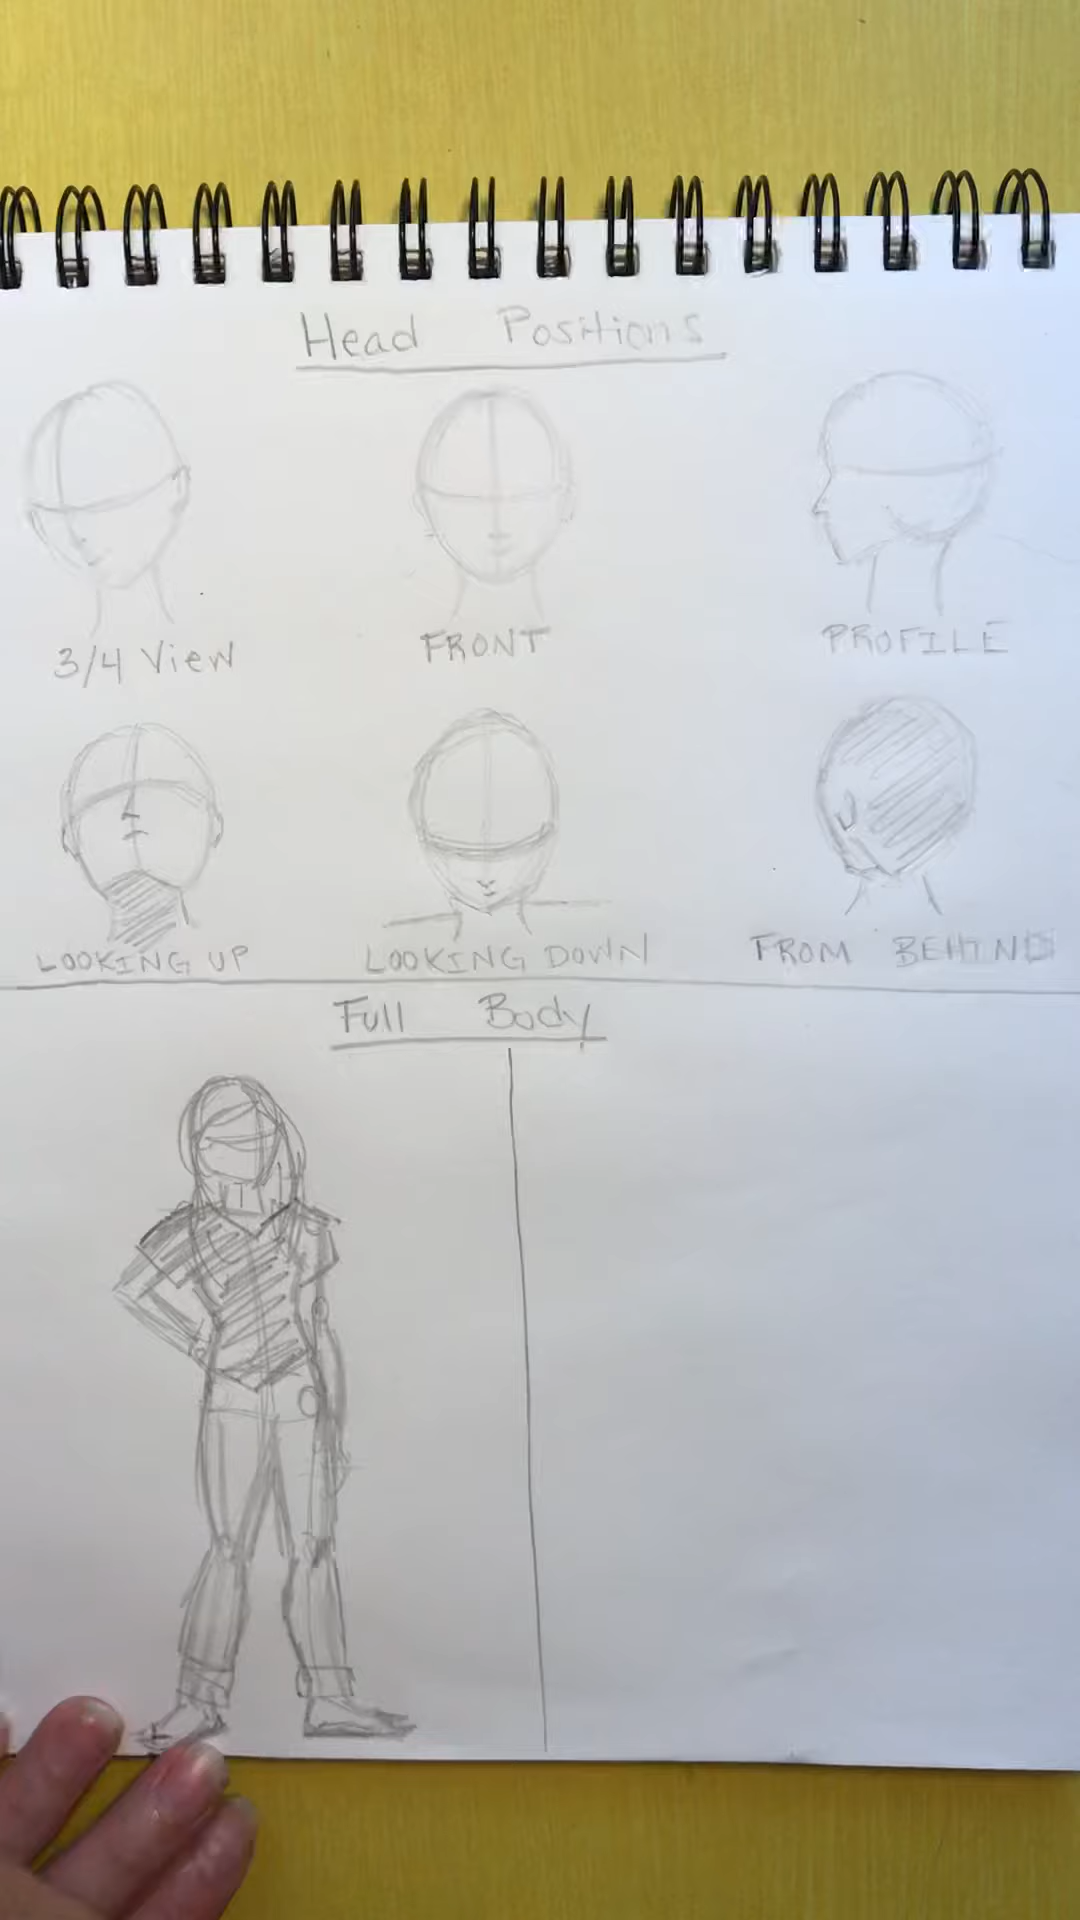 Head Positions
3/4 View
FRONT
PROFILE
LOOKING UP
LOOKING DOWN
FROM BEHIND
Full Body